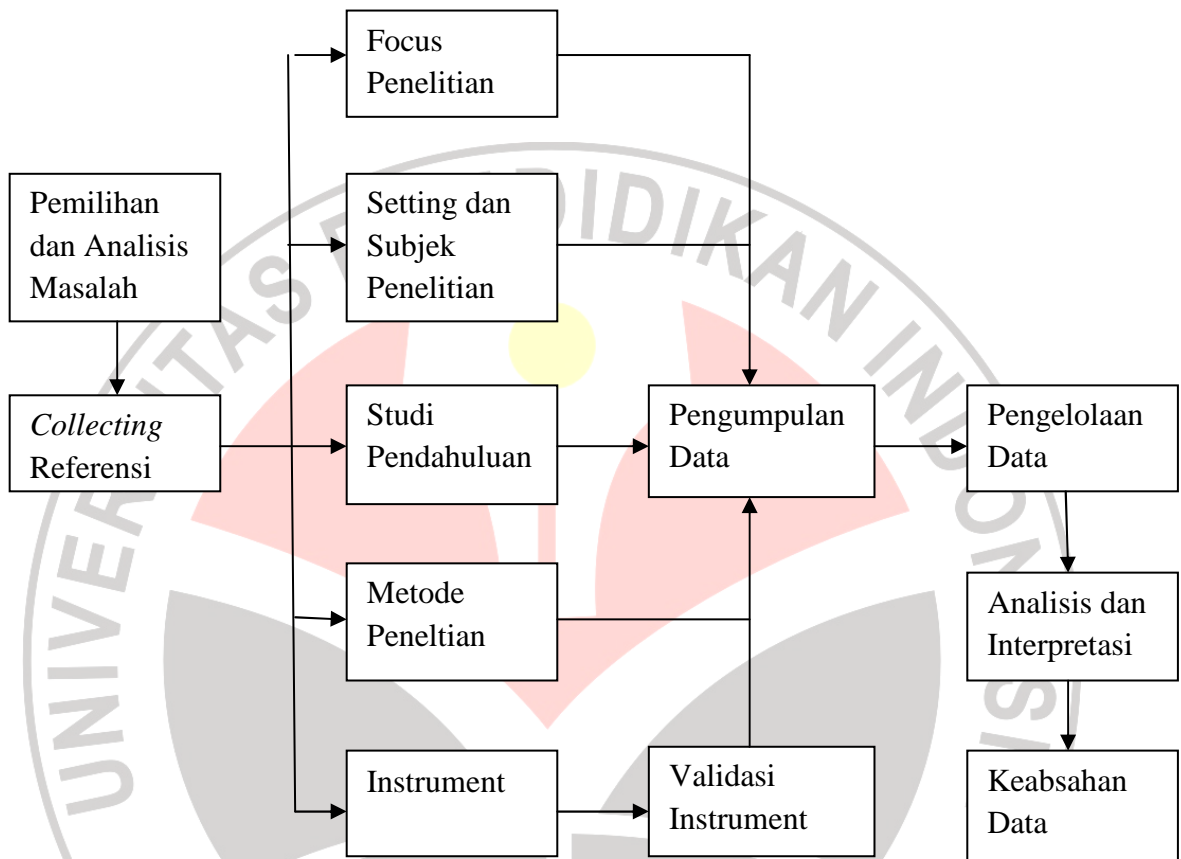 Focus
Penelitian
Pemilihan
dan Analisis
Masalah
Setting dan
Subjek
Penelitian
Collecting
Referensi
Studi
Pendahuluan
Pengumpulan
Data
Pengelolaan
Data
Metode
Peneltian
Analisis dan
Interpretasi
Instrument
Validasi
Instrument
Keabsahan
Data